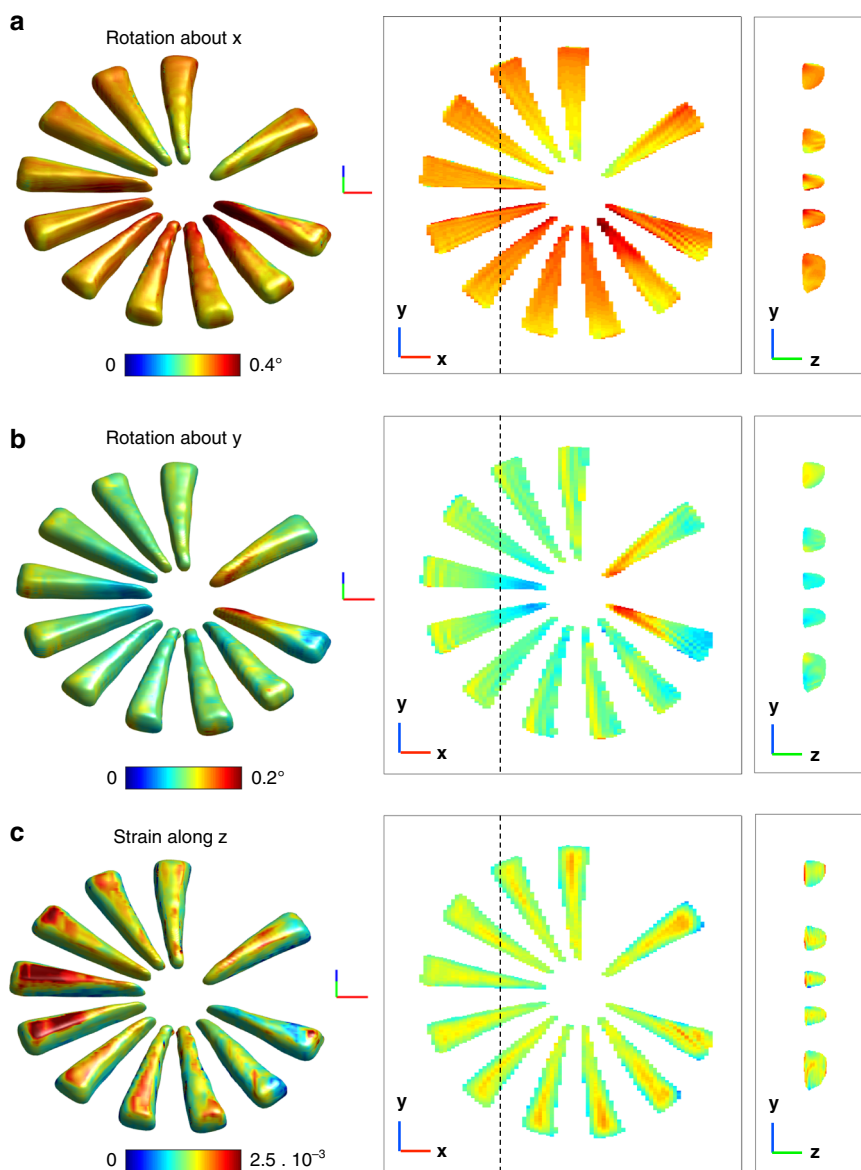 a
Rotation about x
0 0.4°
y
x
y
z
b
Rotation about y
0 0.2°
y
x
y
z
c
Strain along z
0 2.5 . 10⁻³
y
x
y
z